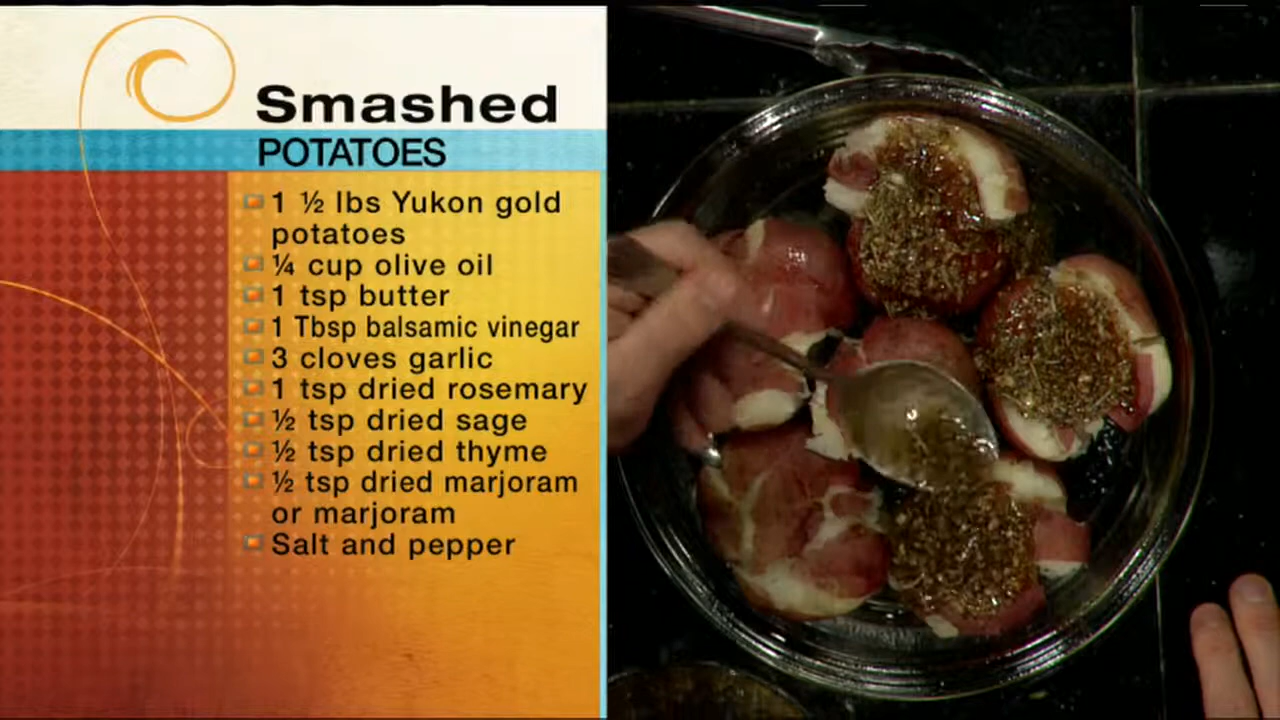 Smashed
POTATOES
1 ½ lbs Yukon gold
potatoes
¼ cup olive oil
1 tsp butter
1 Tbsp balsamic vinegar
3 cloves garlic
1 tsp dried rosemary
½ tsp dried sage
½ tsp dried thyme
½ tsp dried marjoram
or marjoram
Salt and pepper